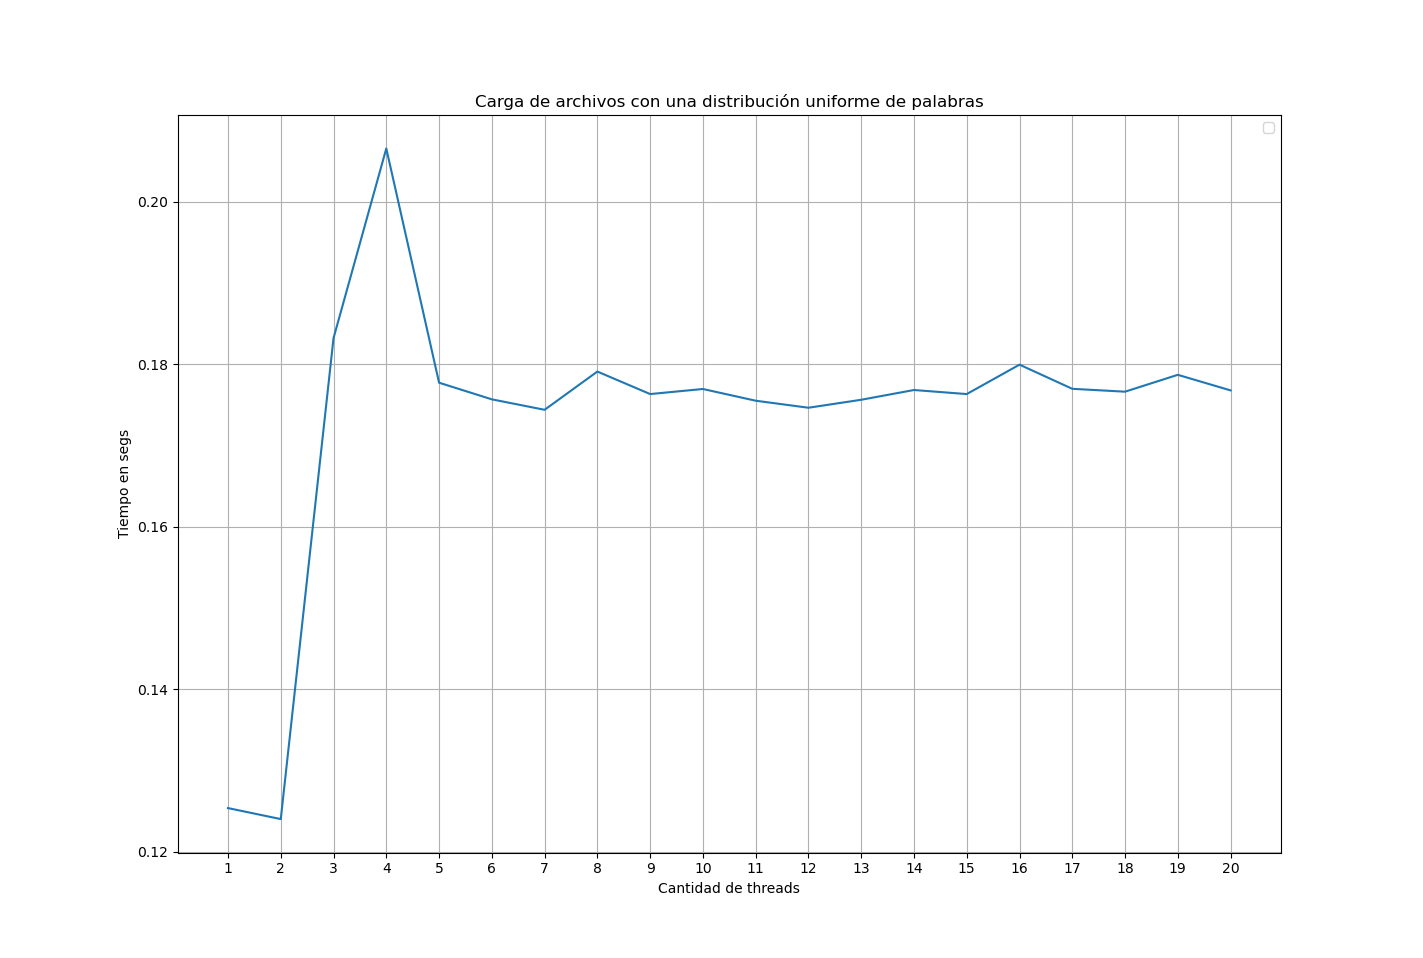 Carga de archivos con una distribución uniforme de palabras
0.20
0.18
0.16
0.14
0.12
Tiempo en segs
1 2 3 4 5 6 7 8 9 10 11 12 13 14 15 16 17 18 19 20
Cantidad de threads